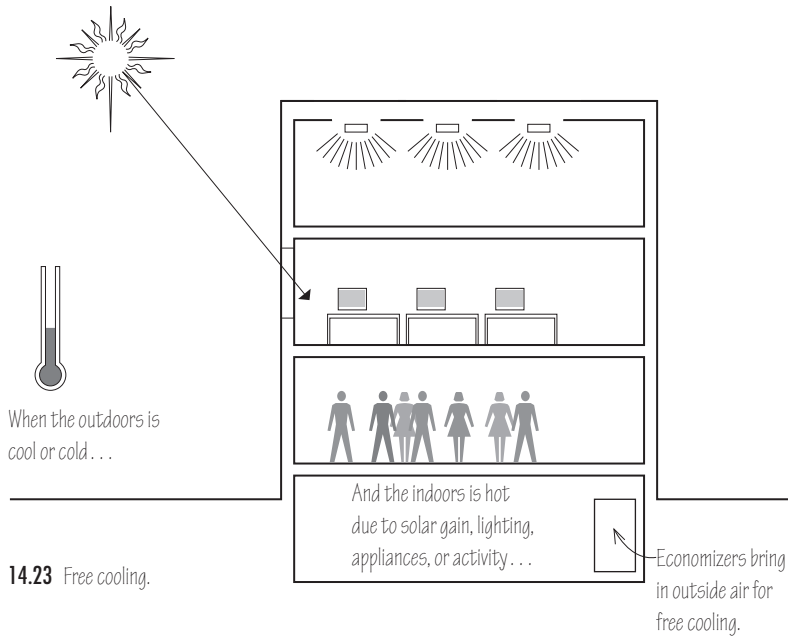 When the outdoors is
cool or cold . . .
And the indoors is hot
due to solar gain, lighting,
appliances, or activity . . .
Economizers bring
in outside air for
free cooling.
14.23 Free cooling.